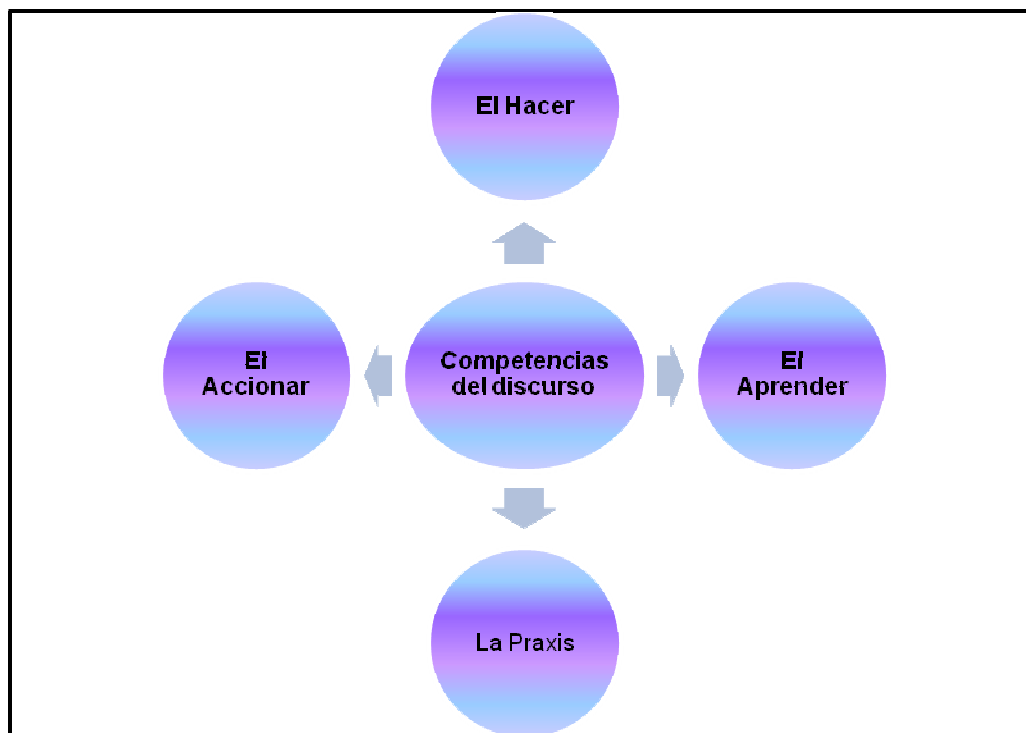 El Hacer
El
Accionar
Competencias
del discurso
El
Aprender
La Praxis